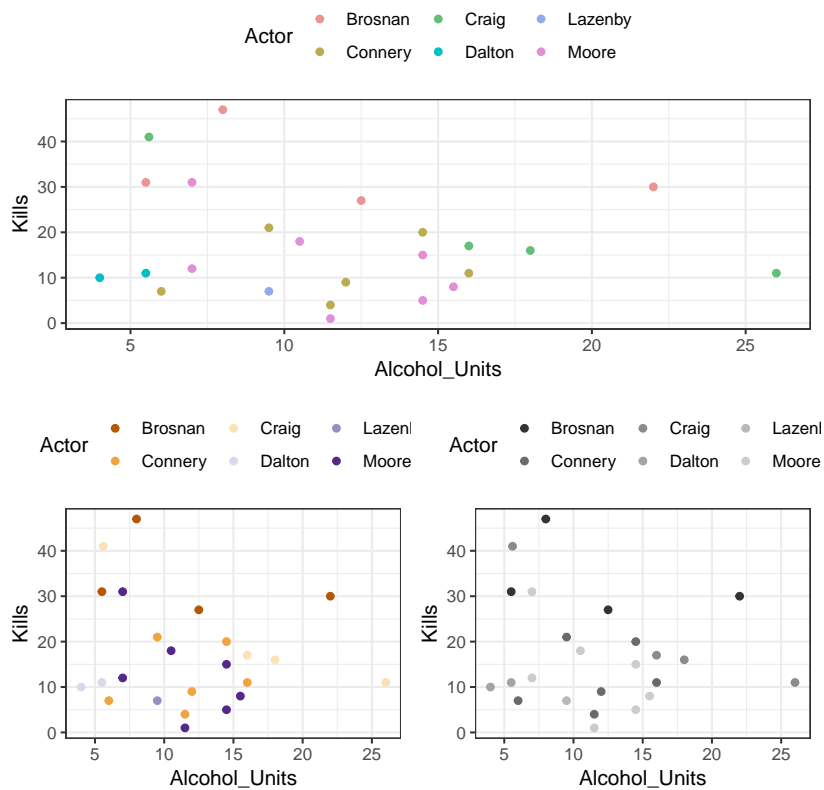 Actor Brosnan Craig Lazenby
Connery Dalton Moore
40
30
20
10
0
Kills
5 10 15 20 25
Alcohol_Units
Actor Brosnan Craig Lazenl
Connery Dalton Moore
40
30
20
10
0
Kills
5 10 15 20 25
Alcohol_Units
Actor Brosnan Craig Lazenl
Connery Dalton Moore
40
30
20
10
0
Kills
5 10 15 20 25
Alcohol_Units